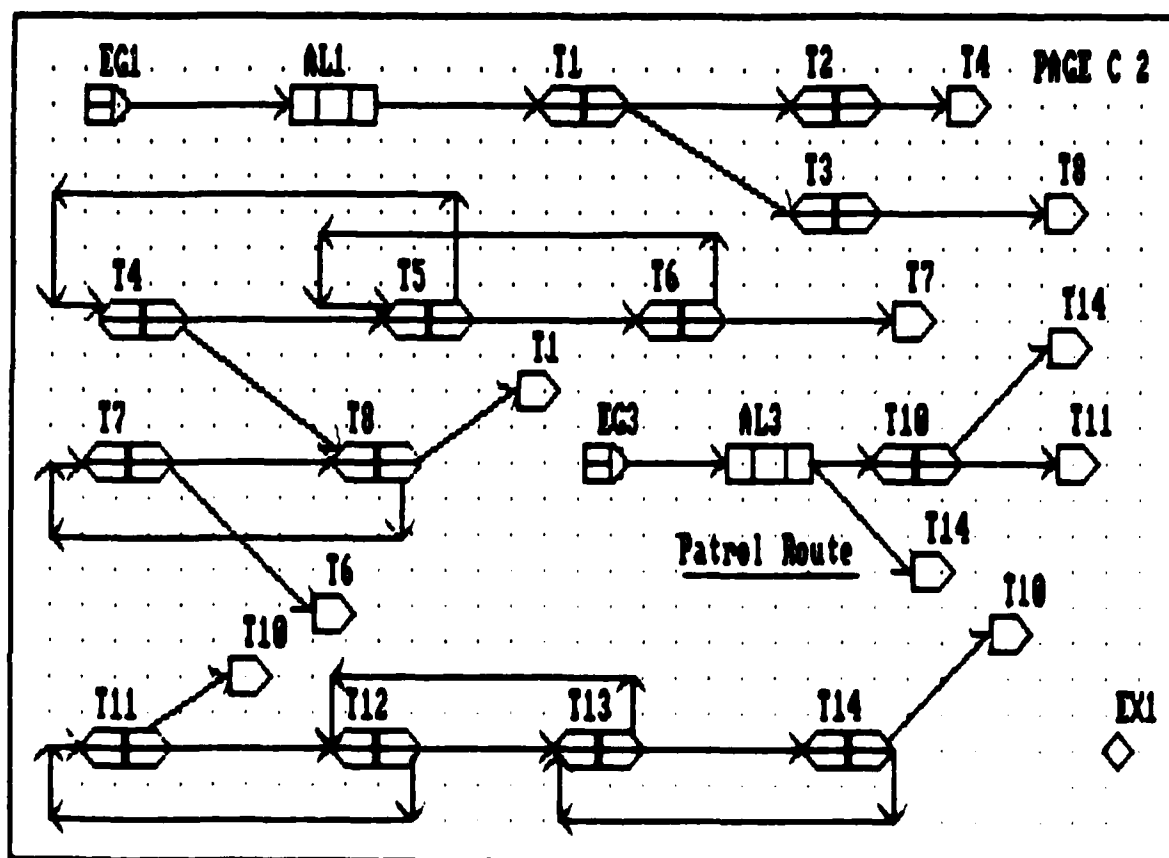 EG1 AL1 T1 T2 T4 PAGE C 2
T3 T8
T4 T5 T6 T7
T14
T1
T7 T8 EG3 AL3 T10 T11
T14
Patrol Route
T6
T10
T10
T11 T12 T13 T14 EX1